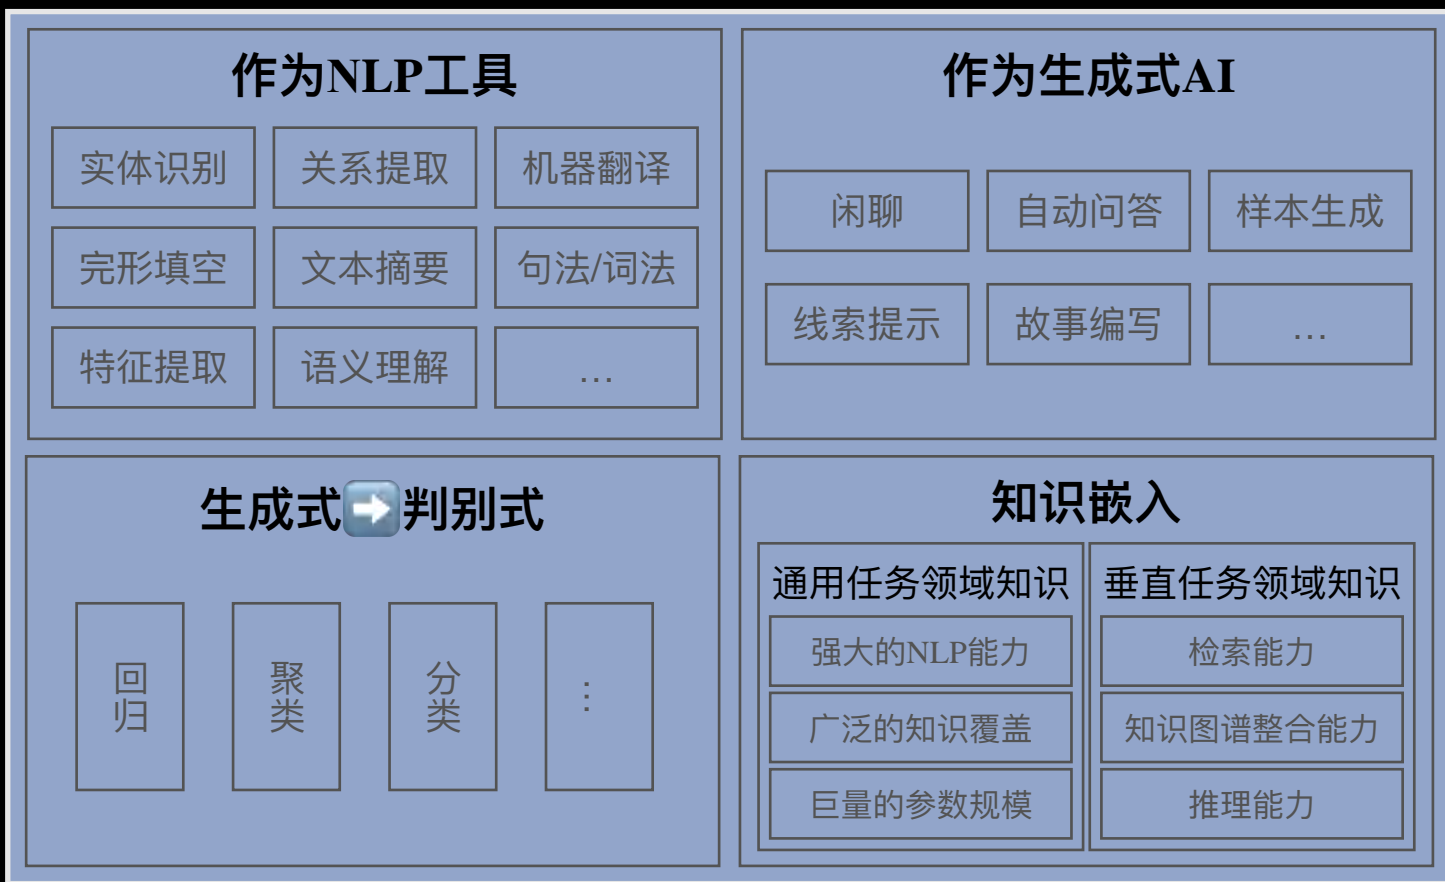 作为NLP工具
实体识别
关系提取
机器翻译
完形填空
文本摘要
句法/词法
特征提取
语义理解
…
作为生成式AI
闲聊
自动问答
样本生成
线索提示
故事编写
…
生成式➡️判别式
回归
聚类
分类
…
知识嵌入
通用任务领域知识
强大的NLP能力
广泛的知识覆盖
巨量的参数规模
垂直任务领域知识
检索能力
知识图谱整合能力
推理能力